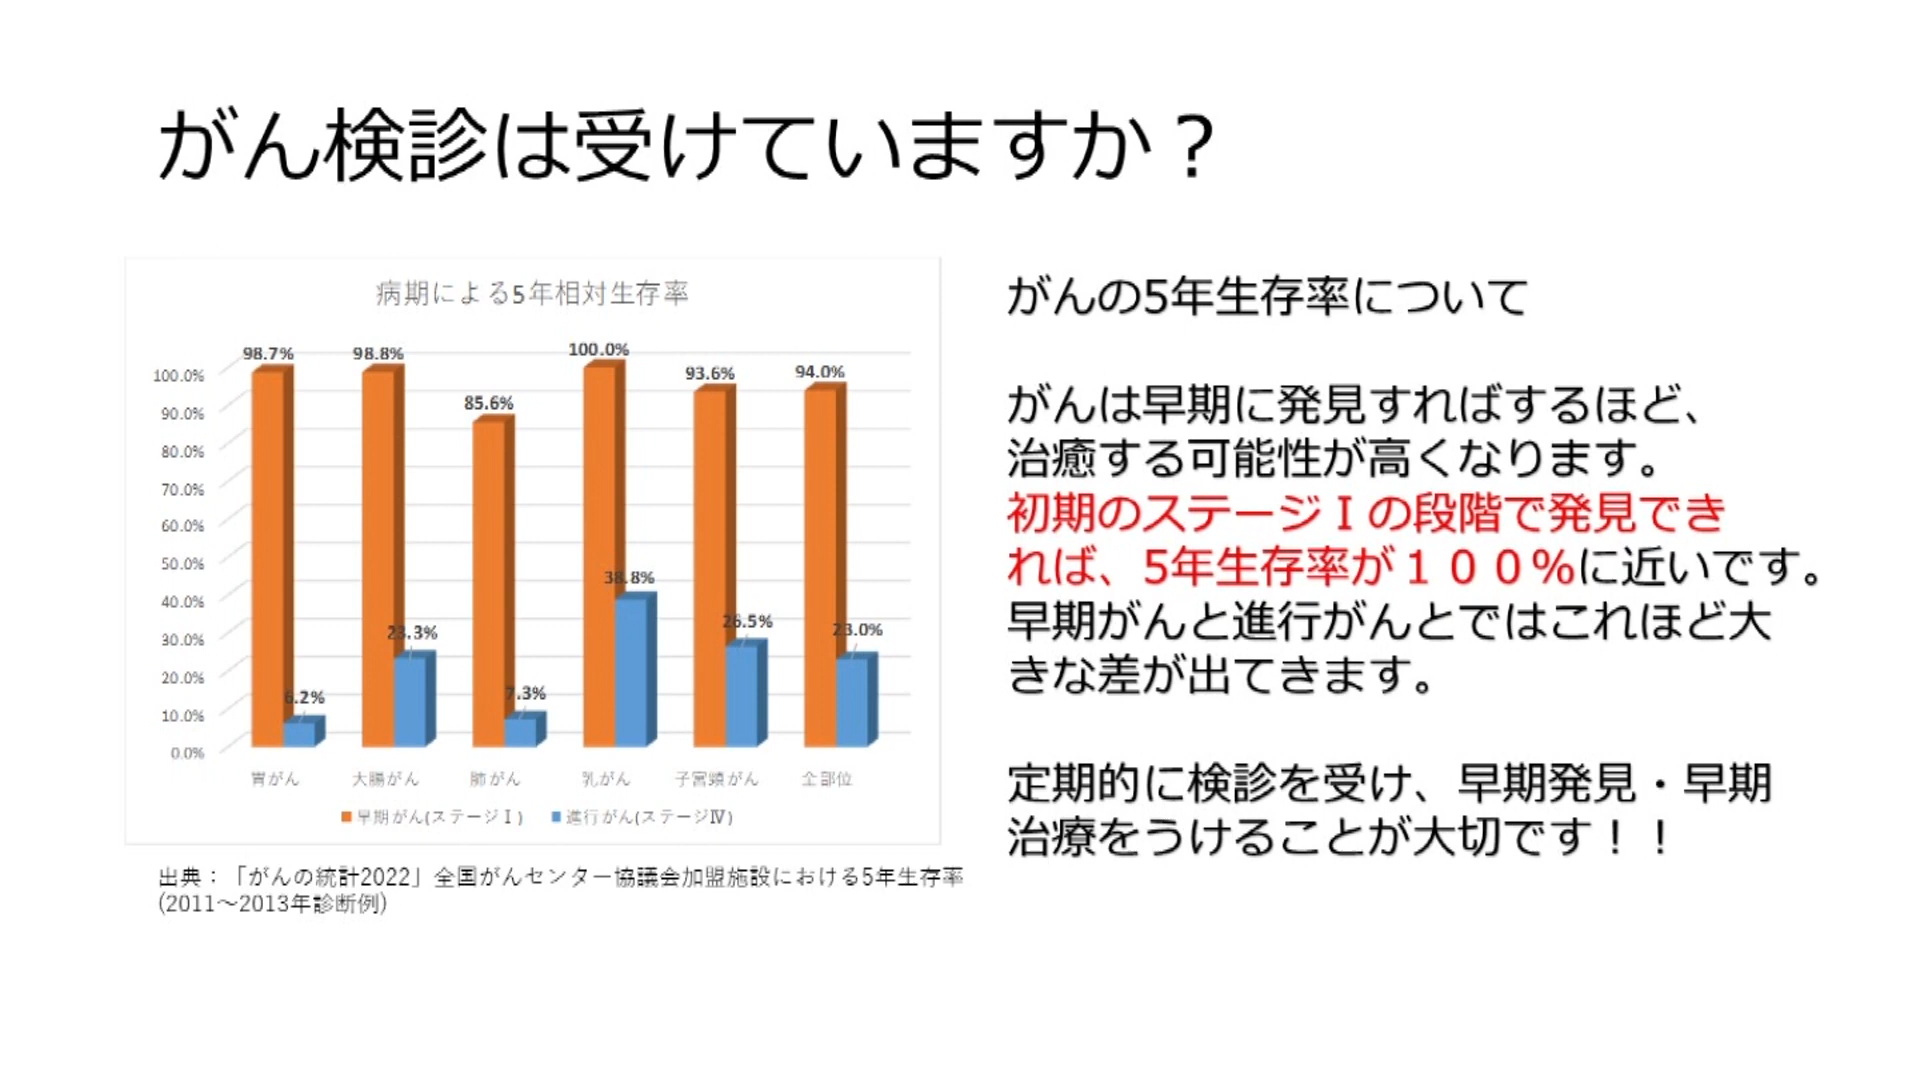 がん検診は受けていますか？
病期による5年相対生存率
98.7%
98.8%
85.6%
100.0%
93.6%
94.0%
6.2%
23.3%
7.3%
38.8%
26.5%
23.0%
100.0%
90.0%
80.0%
70.0%
60.0%
50.0%
40.0%
30.0%
20.0%
10.0%
0.0%
胃がん
大腸がん
肺がん
乳がん
子宮頸がん
全部位
早期がん(ステージⅠ)
進行がん(ステージⅣ)
出典：「がんの統計2022」全国がんセンター協議会加盟施設における5年生存率
(2011～2013年診断例)
がんの5年生存率について
がんは早期に発見すればするほど、
治癒する可能性が高くなります。
初期のステージⅠの段階で発見でき
れば、5年生存率が１００%に近いです。
早期がんと進行がんとではこれほど大
きな差が出てきます。
定期的に検診を受け、早期発見・早期
治療をうけることが大切です！！